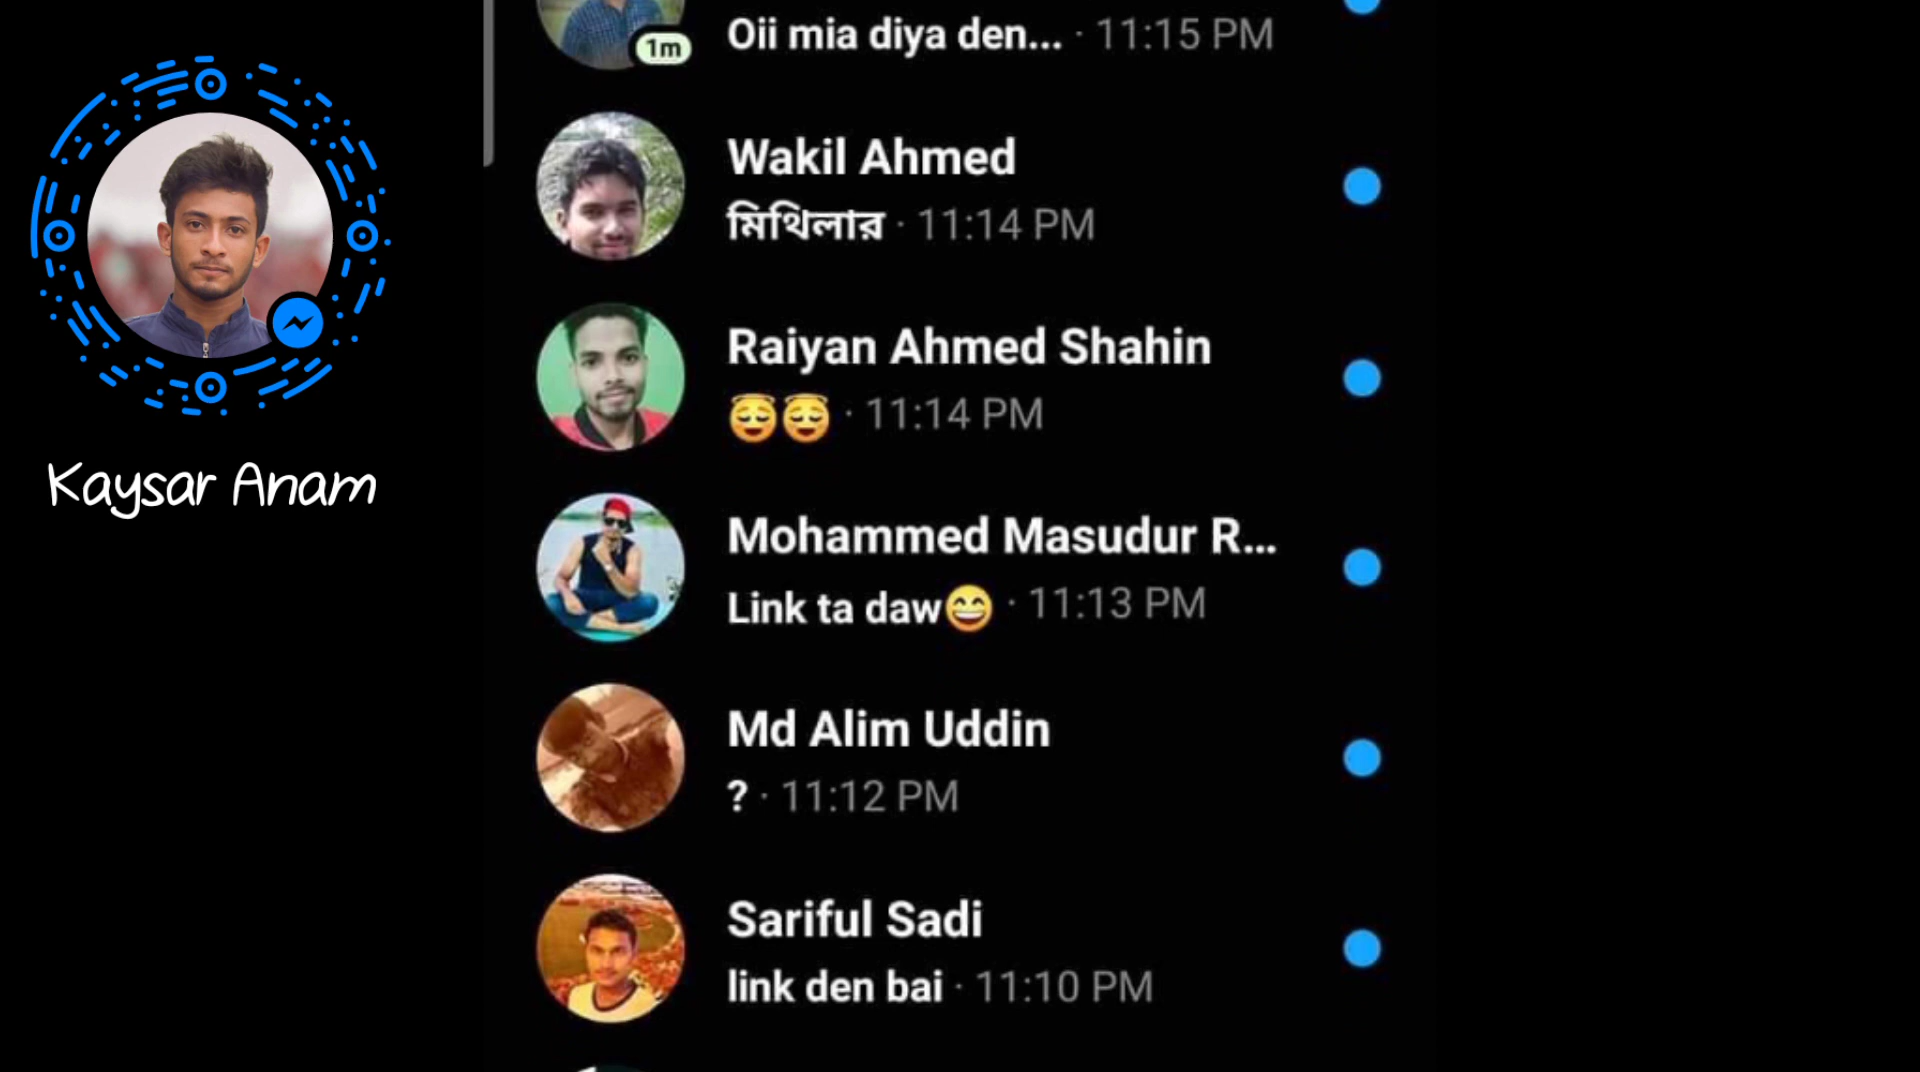 Kaysar Anam
1m
Oii mia diya den... · 11:15 PM
Wakil Ahmed
মিথিলার · 11:14 PM
Raiyan Ahmed Shahin
😇😇 · 11:14 PM
Mohammed Masudur R...
Link ta daw😄 · 11:13 PM
Md Alim Uddin
? · 11:12 PM
Sariful Sadi
link den bai · 11:10 PM